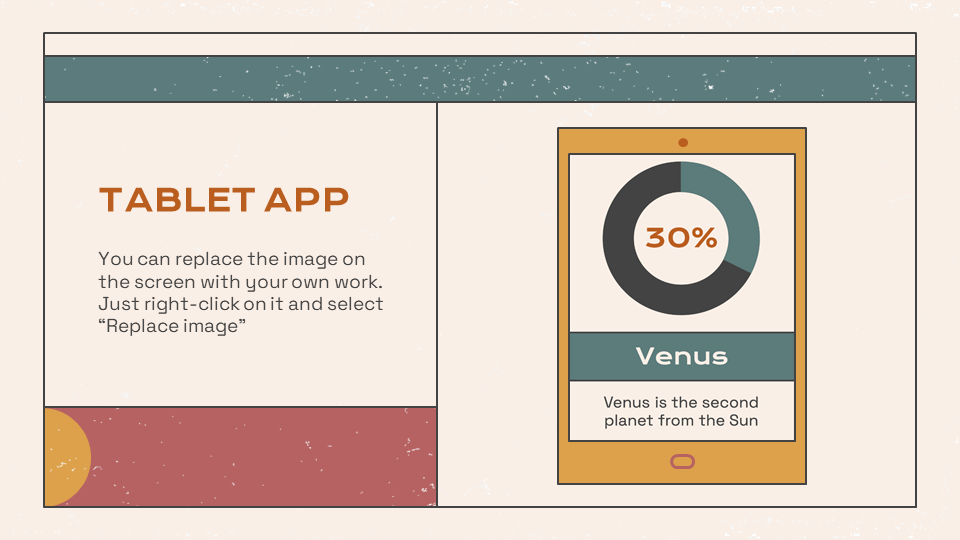 TABLET APP
You can replace the image on
the screen with your own work.
Just right-click on it and select
“Replace image”
30%
Venus
Venus is the second
planet from the Sun